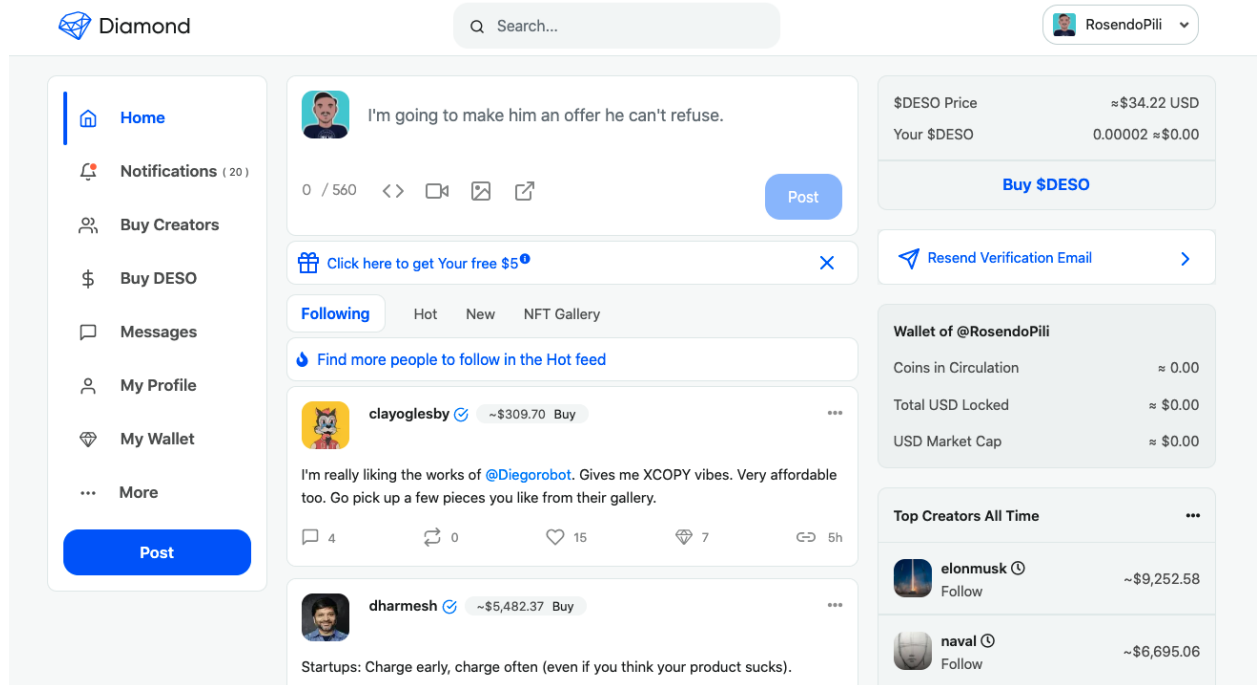 Diamond
Search...
RosendoPili
Home
Notifications ( 20 )
Buy Creators
Buy DESO
Messages
My Profile
My Wallet
More
Post
I'm going to make him an offer he can't refuse.
0 / 560
Post
Click here to get Your free $5
Following Hot New NFT Gallery
Find more people to follow in the Hot feed
clayoglesby ~$309.70 Buy
I'm really liking the works of @Diegorobot. Gives me XCOPY vibes. Very affordable
too. Go pick up a few pieces you like from their gallery.
4 0 15 7 5h
dharmesh ~$5,482.37 Buy
Startups: Charge early, charge often (even if you think your product sucks).
$DESO Price ≈$34.22 USD
Your $DESO 0.00002 ≈$0.00
Buy $DESO
Resend Verification Email
Wallet of @RosendoPili
Coins in Circulation ≈ 0.00
Total USD Locked ≈ $0.00
USD Market Cap ≈ $0.00
Top Creators All Time
elonmusk
Follow
~$9,252.58
naval
Follow
~$6,695.06